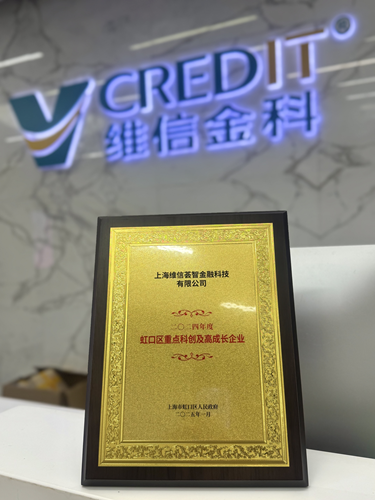 VCREDIT®
维信金科
上海维信荟智金融科技
有限公司
二〇二四年度
虹口区重点科创及高成长企业
上海市虹口区人民政府
二〇二五年一月